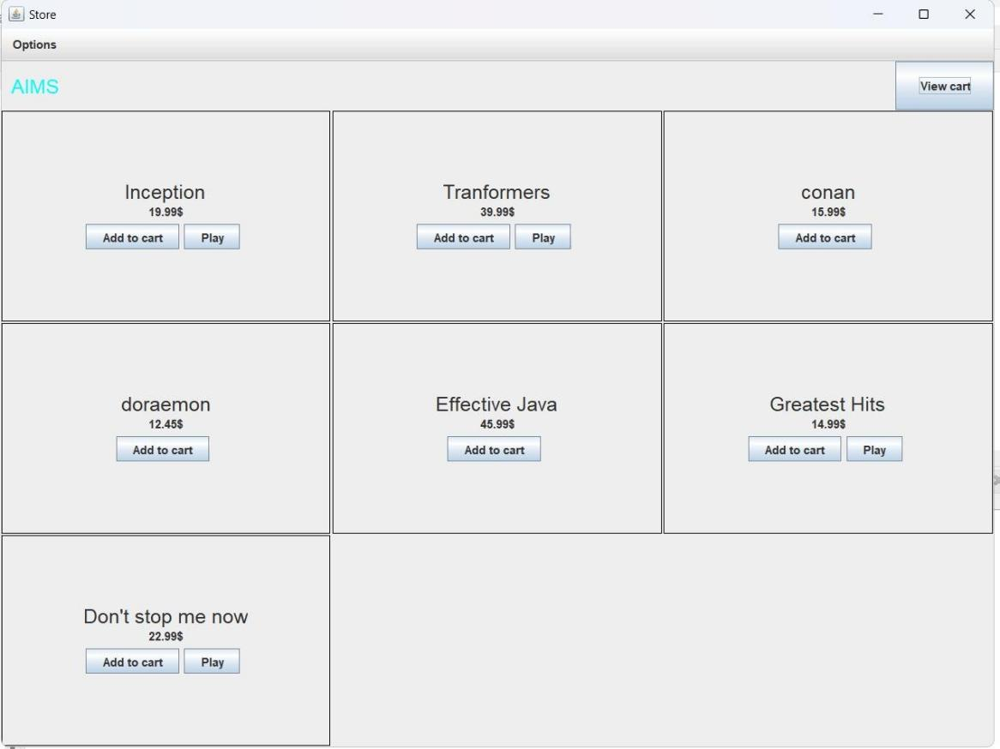 Store
Options
AIMS
View cart
Inception
19.99$
Add to cart Play
Tranformers
39.99$
Add to cart Play
conan
15.99$
Add to cart
doraemon
12.45$
Add to cart
Effective Java
45.99$
Add to cart
Greatest Hits
14.99$
Add to cart Play
Don't stop me now
22.99$
Add to cart Play